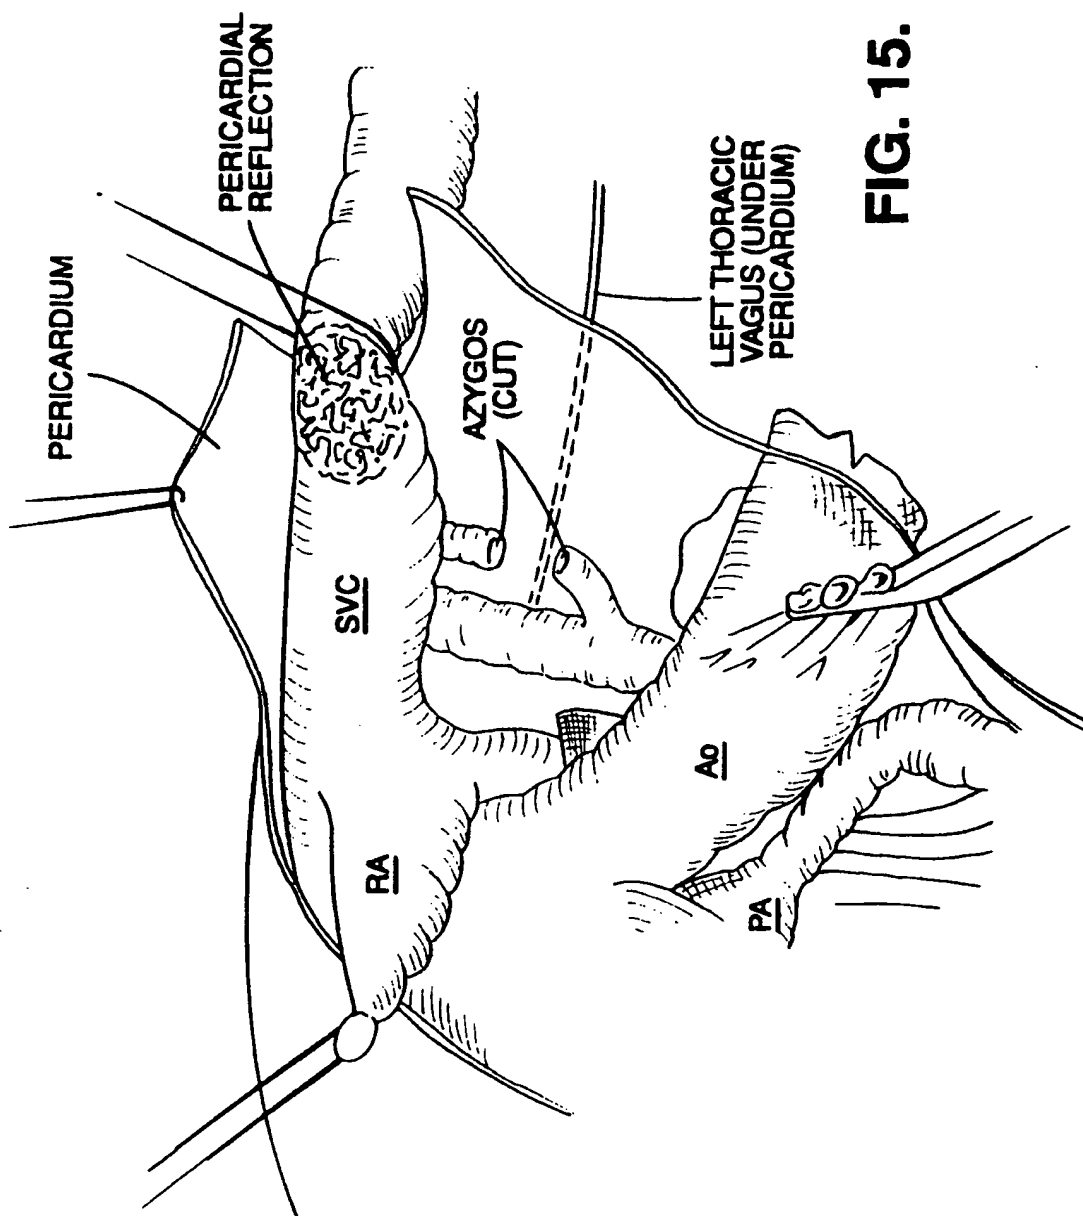 PERICARDIUM
PERICARDIAL
REFLECTION
SVC
RA
AZYGOS
(CUT)
LEFT THORACIC
VAGUS (UNDER
PERICARDIUM)
Ao
PA
FIG. 15.